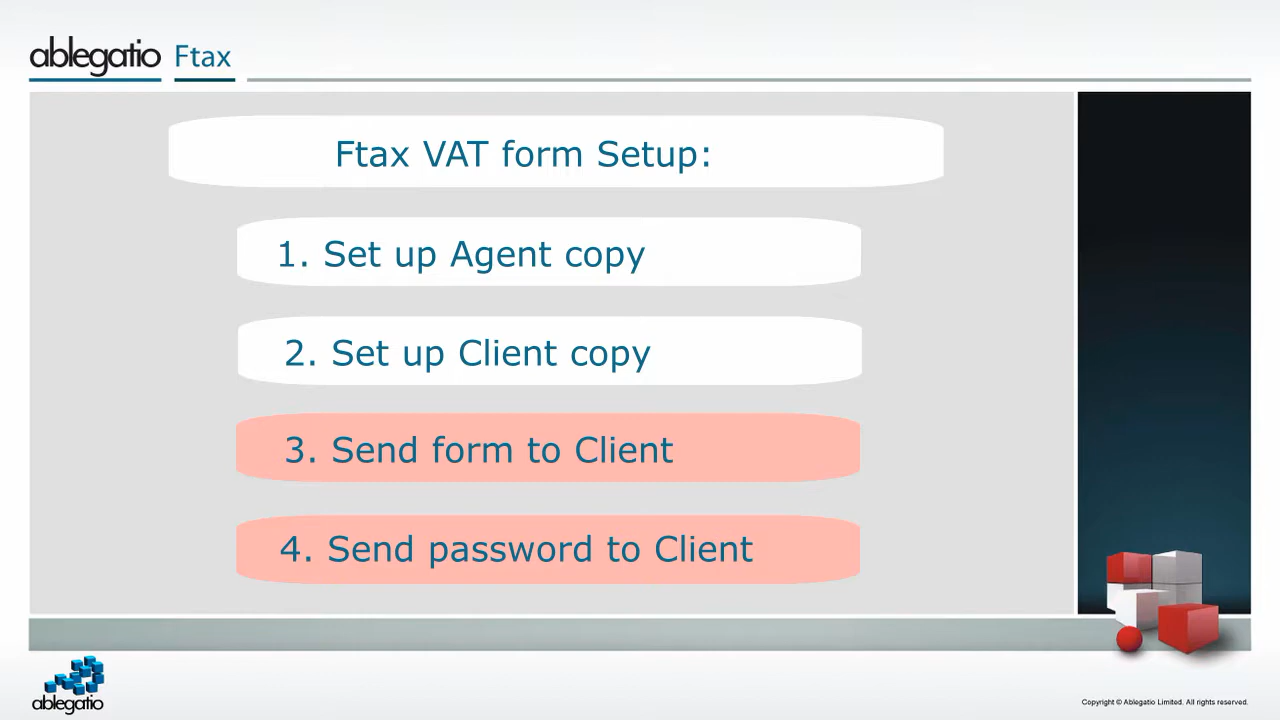 ablegatio Ftax
Ftax VAT form Setup:
1. Set up Agent copy
2. Set up Client copy
3. Send form to Client
4. Send password to Client
ablegatio
Copyright © Ablegatio Limited. All rights reserved.